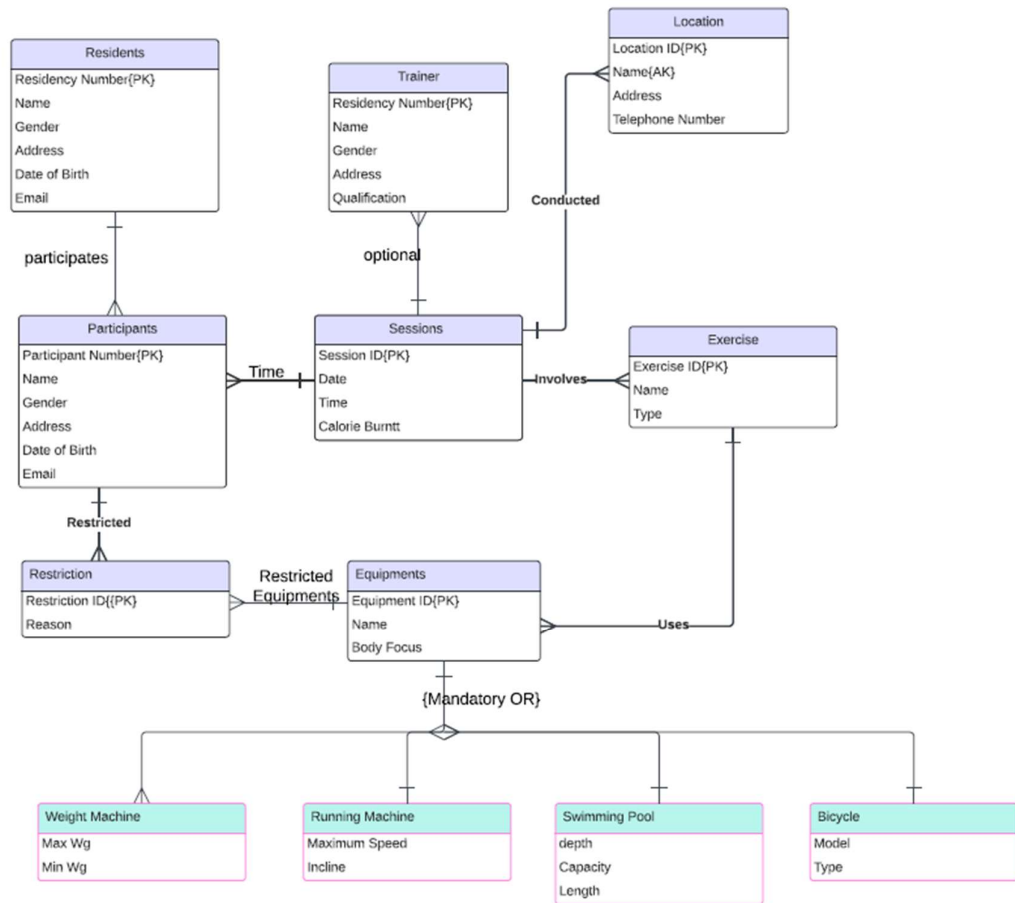 Location
Location ID{PK}
Name{AK}
Address
Telephone Number
Residents
Residency Number{PK}
Name
Gender
Address
Date of Birth
Email
Trainer
Residency Number{PK}
Name
Gender
Address
Qualification
Conducted
participates
optional
Participants
Participant Number{PK}
Name
Gender
Address
Date of Birth
Email
Time
Sessions
Session ID{PK}
Date
Time
Calorie Burntt
Involves
Exercise
Exercise ID{PK}
Name
Type
Restricted
Restriction
Restriction ID{{PK}
Reason
Restricted
Equipments
Equipments
Equipment ID{PK}
Name
Body Focus
Uses
{Mandatory OR}
Weight Machine
Max Wg
Min Wg
Running Machine
Maximum Speed
Incline
Swimming Pool
depth
Capacity
Length
Bicycle
Model
Type